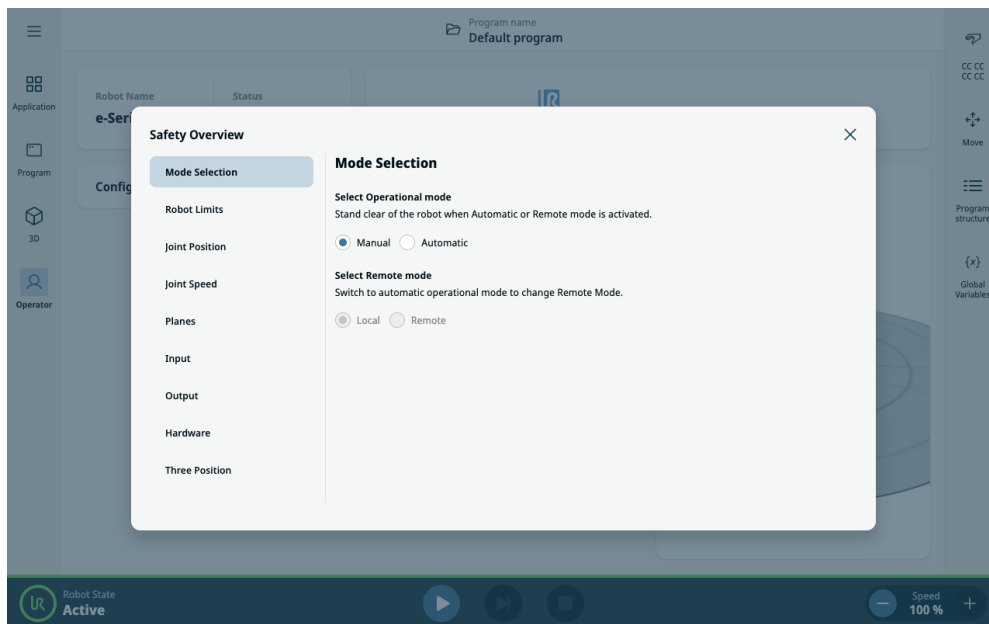 Program name
Default program
Application
Program
3D
Operator
Robot Name
Status
e-Seri
Config
Safety Overview
Mode Selection
Robot Limits
Joint Position
Joint Speed
Planes
Input
Output
Hardware
Three Position
Mode Selection
Select Operational mode
Stand clear of the robot when Automatic or Remote mode is activated.
Manual Automatic
Select Remote mode
Switch to automatic operational mode to change Remote Mode.
Local Remote
CC CC
CC CC
Move
Program
structure
{x}
Global
Variables
Robot State
Active
Speed
100 %